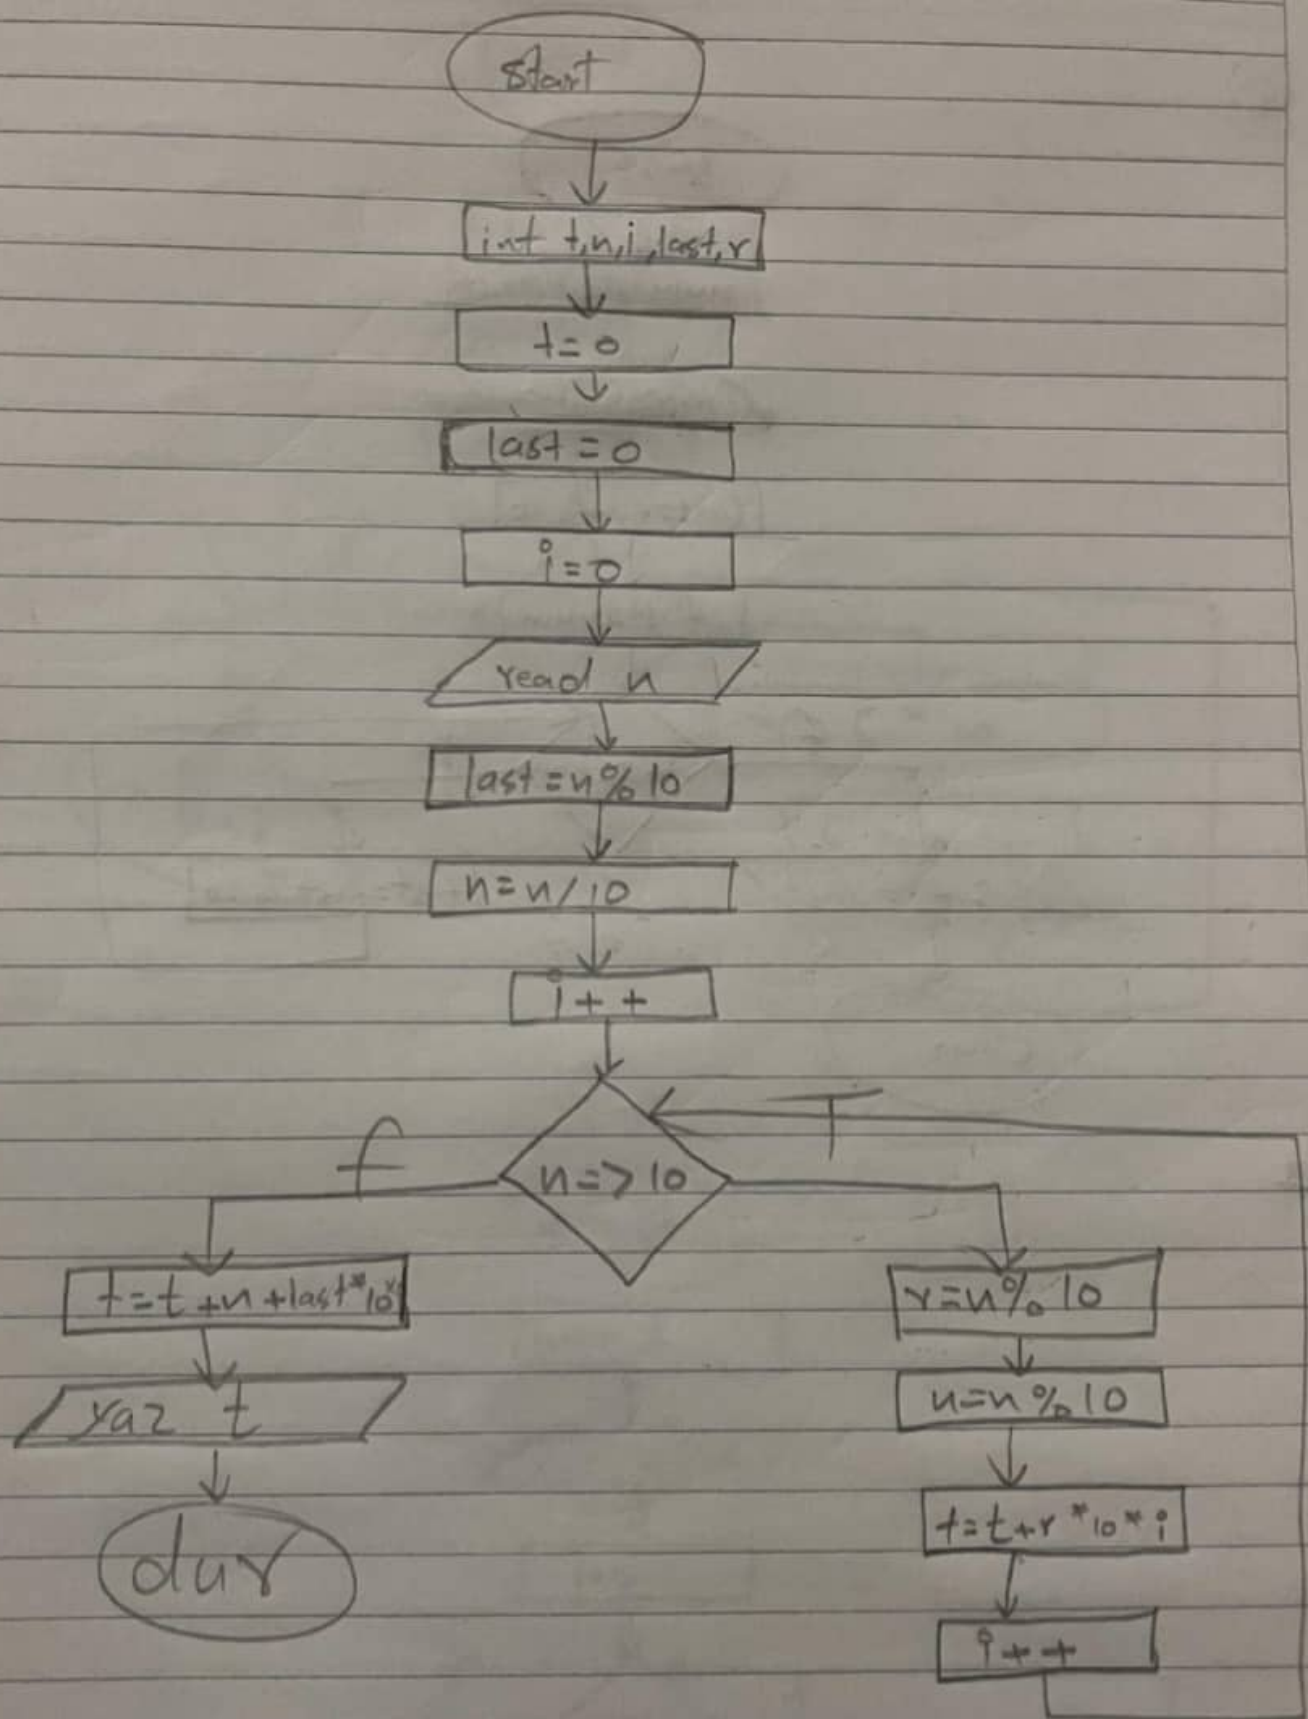 start
int t,n,i,last,r
t=0
last=0
i=0
read n
last=n%10
n=n/10
i++
n=>10
f
T
t=t+n+last*10*i
yaz t
dur
r=n%10
n=n%10
t=t+r*10*i
i++